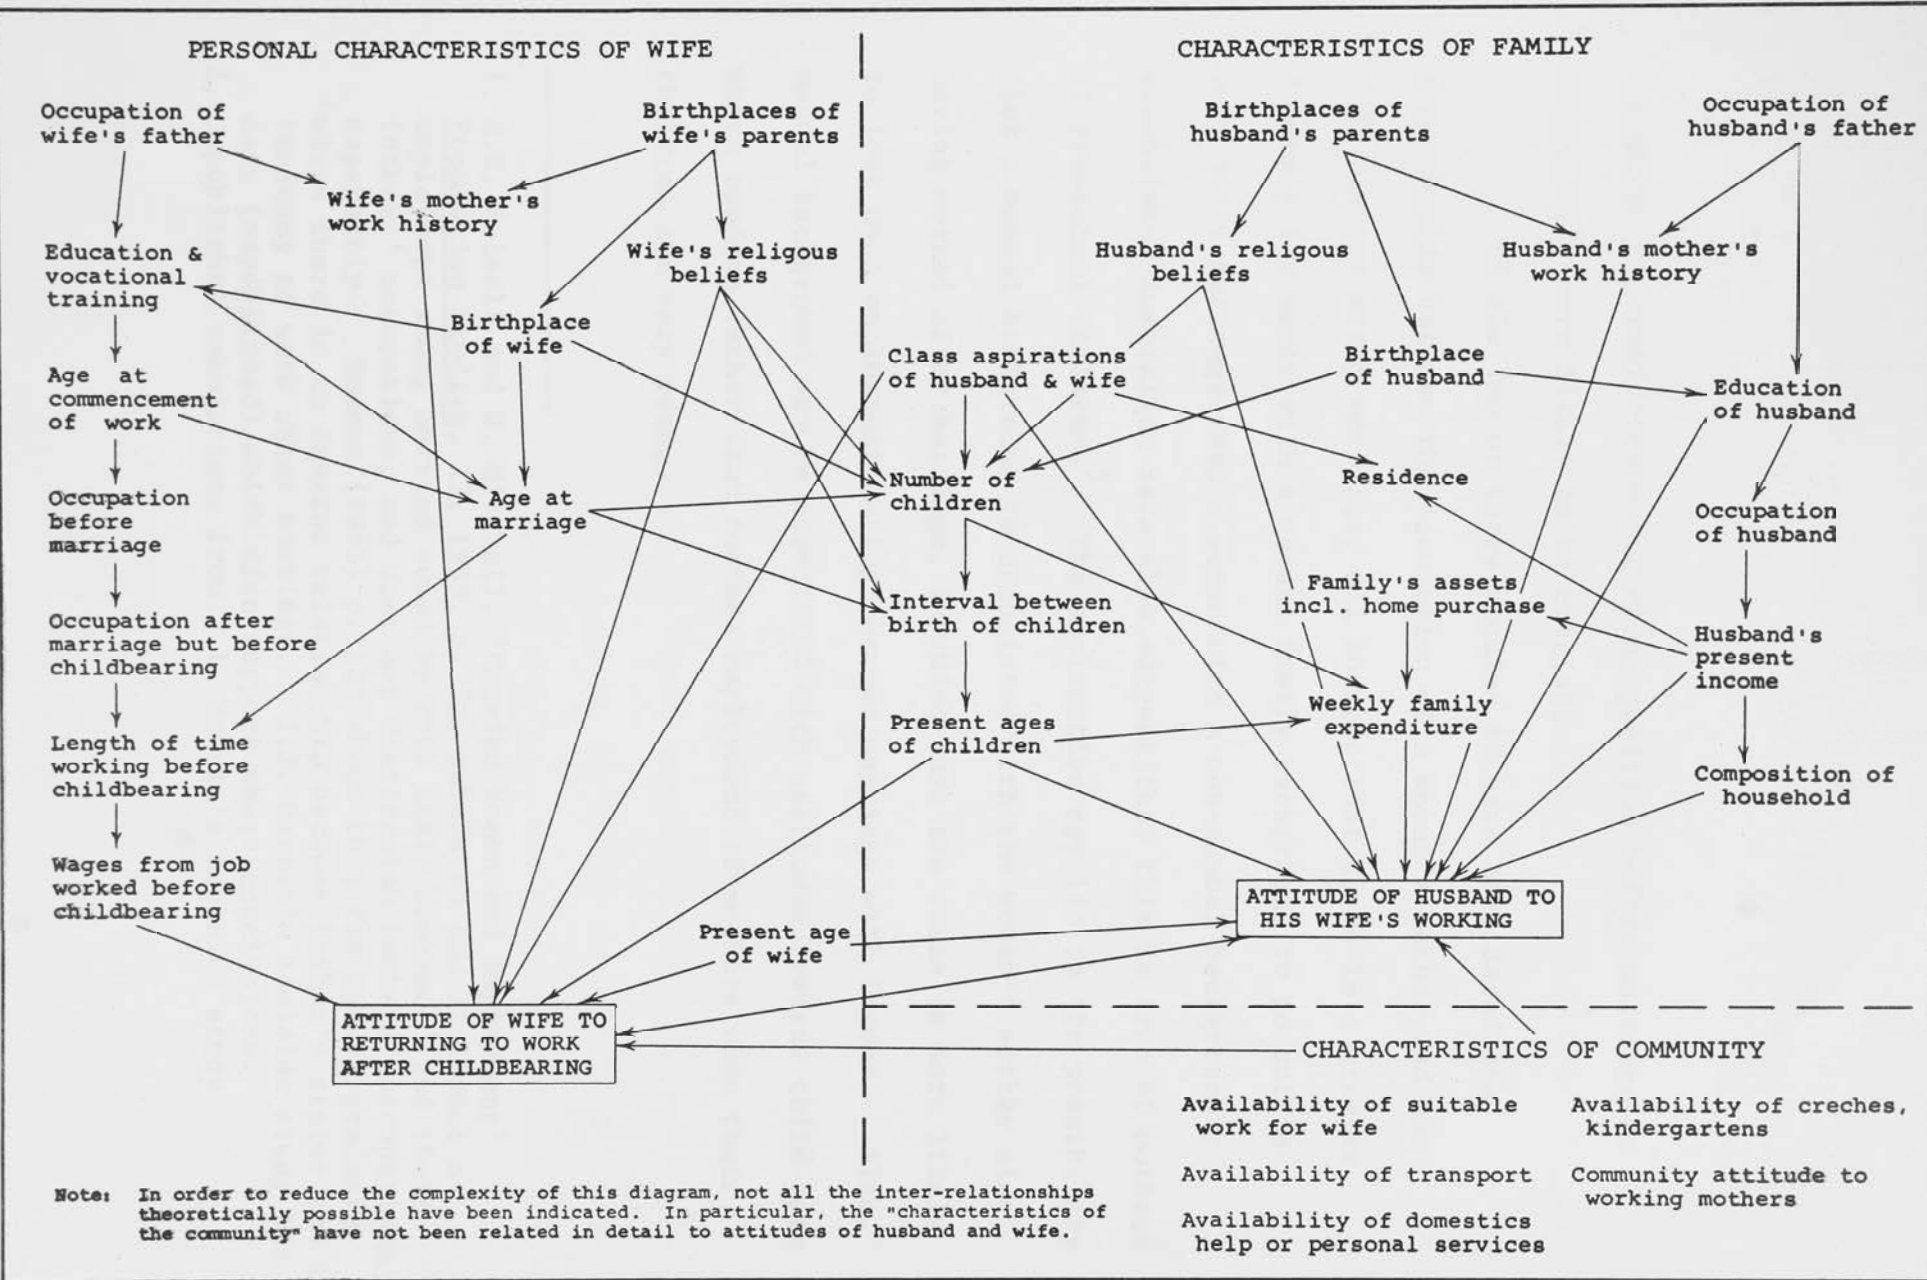 PERSONAL CHARACTERISTICS OF WIFE
Occupation of
wife's father
Birthplaces of
wife's parents
Wife's mother's
work history
Education &
vocational
training
Wife's religous
beliefs
Birthplace
of wife
Age at
commencement
of work
Age at
marriage
Occupation
before
marriage
Occupation after
marriage but before
childbearing
Length of time
working before
childbearing
Wages from job
worked before
childbearing
Present age
of wife
ATTITUDE OF WIFE TO
RETURNING TO WORK
AFTER CHILDBEARING
CHARACTERISTICS OF FAMILY
Birthplaces of
husband's parents
Occupation of
husband's father
Husband's religous
beliefs
Husband's mother's
work history
Class aspirations
of husband & wife
Birthplace
of husband
Education
of husband
Number of
children
Residence
Occupation
of husband
Interval between
birth of children
Family's assets
incl. home purchase
Husband's
present
income
Present ages
of children
Weekly family
expenditure
Composition of
household
ATTITUDE OF HUSBAND TO
HIS WIFE'S WORKING
CHARACTERISTICS OF COMMUNITY
Availability of suitable
work for wife
Availability of creches,
kindergartens
Availability of transport
Community attitude to
working mothers
Availability of domestics
help or personal services
Note: In order to reduce the complexity of this diagram, not all the inter-relationships
theoretically possible have been indicated. In particular, the "characteristics of
the community" have not been related in detail to attitudes of husband and wife.